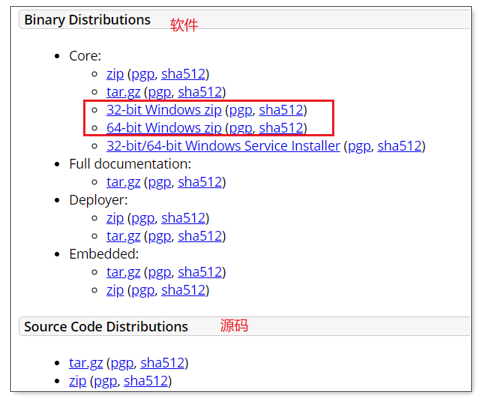 Binary Distributions 软件
Core:
zip (pgp, sha512)
tar.gz (pgp, sha512)
32-bit Windows zip (pgp, sha512)
64-bit Windows zip (pgp, sha512)
32-bit/64-bit Windows Service Installer (pgp, sha512)
Full documentation:
tar.gz (pgp, sha512)
Deployer:
zip (pgp, sha512)
tar.gz (pgp, sha512)
Embedded:
tar.gz (pgp, sha512)
zip (pgp, sha512)
Source Code Distributions 源码
tar.gz (pgp, sha512)
zip (pgp, sha512)